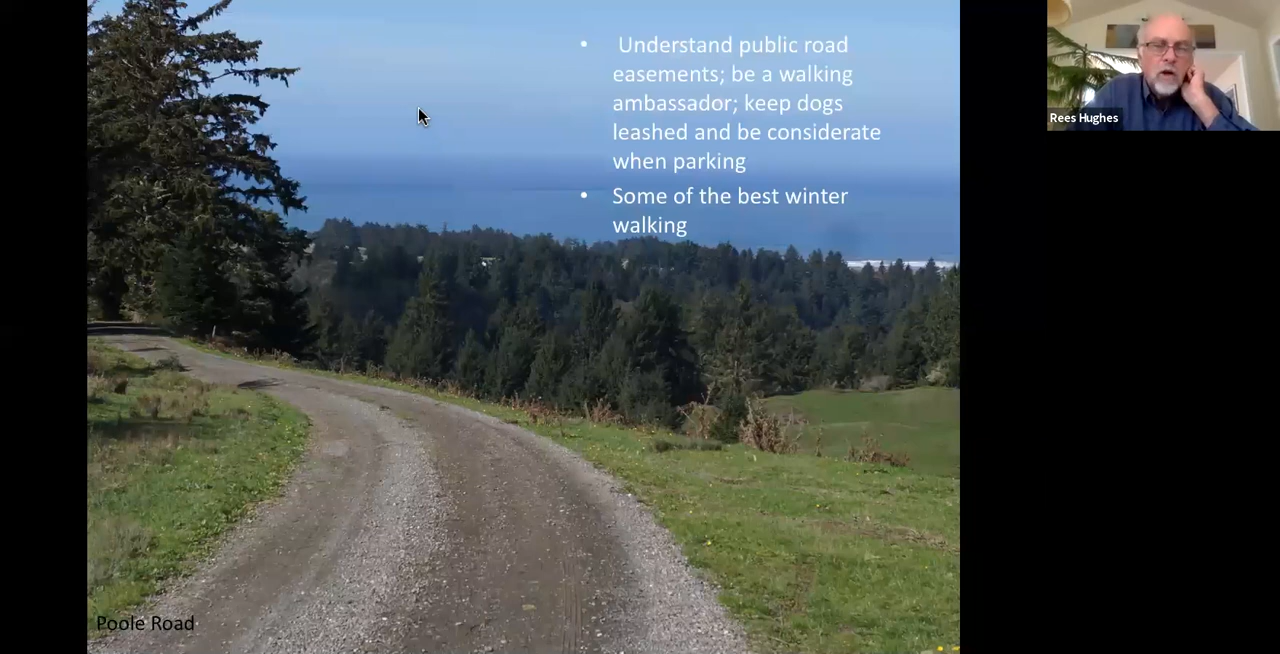 • Understand public road
easements; be a walking
ambassador; keep dogs
leashed and be considerate
when parking
• Some of the best winter
walking
Rees Hughes
Poole Road